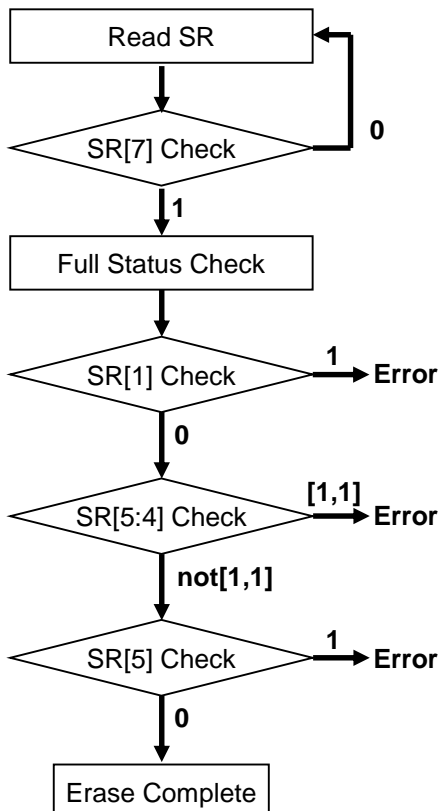 Read SR
0
SR[7] Check
1
Full Status Check
1
SR[1] Check
Error
0
[1,1]
SR[5:4] Check
Error
not[1,1]
1
SR[5] Check
Error
0
Erase Complete